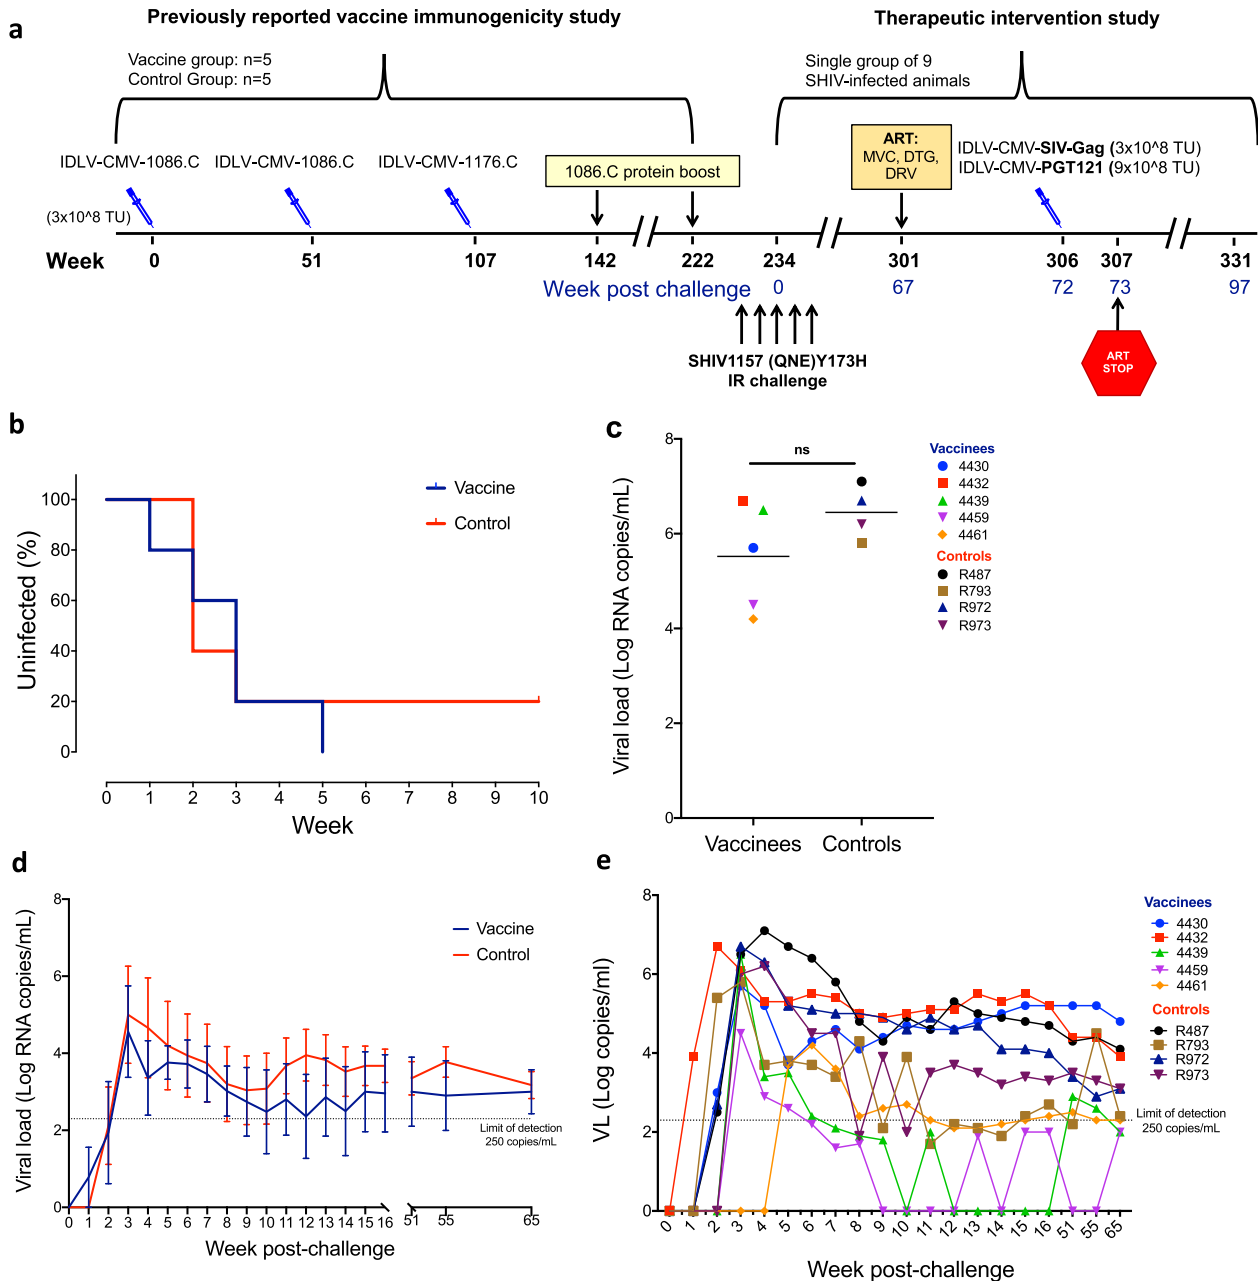 a
Previously reported vaccine immunogenicity study
Therapeutic intervention study
Vaccine group: n=5
Control Group: n=5
Single group of 9
SHIV-infected animals
IDLV-CMV-1086.C
IDLV-CMV-1086.C
IDLV-CMV-1176.C
1086.C protein boost
ART:
MVC, DTG,
DRV
IDLV-CMV-SIV-Gag (3x10^8 TU)
IDLV-CMV-PGT121 (9x10^8 TU)
(3x10^8 TU)
Week 0 51 107 142 222 234 301 306 307 331
Week post challenge 0 67 72 73 97
SHIV1157 (QNE)Y173H
IR challenge
ART
STOP
b
Uninfected (%)
100
80
60
40
20
0
Vaccine
Control
0 1 2 3 4 5 6 7 8 9 10
Week
c
Viral load (Log RNA copies/mL)
8
6
4
2
0
ns
Vaccinees Controls
Vaccinees
4430
4432
4439
4459
4461
Controls
R487
R793
R972
R973
d
Viral load (Log RNA copies/mL)
8
6
4
2
0
Vaccine
Control
Limit of detection
250 copies/mL
0 1 2 3 4 5 6 7 8 9 10 11 12 13 14 15 16 51 55 65
Week post-challenge
e
VL (Log copies/ml)
8
6
4
2
0
Vaccinees
4430
4432
4439
4459
4461
Controls
R487
R793
R972
R973
Limit of detection
250 copies/mL
0 1 2 3 4 5 6 7 8 9 10 11 12 13 14 15 16 51 55 65
Week post-challenge